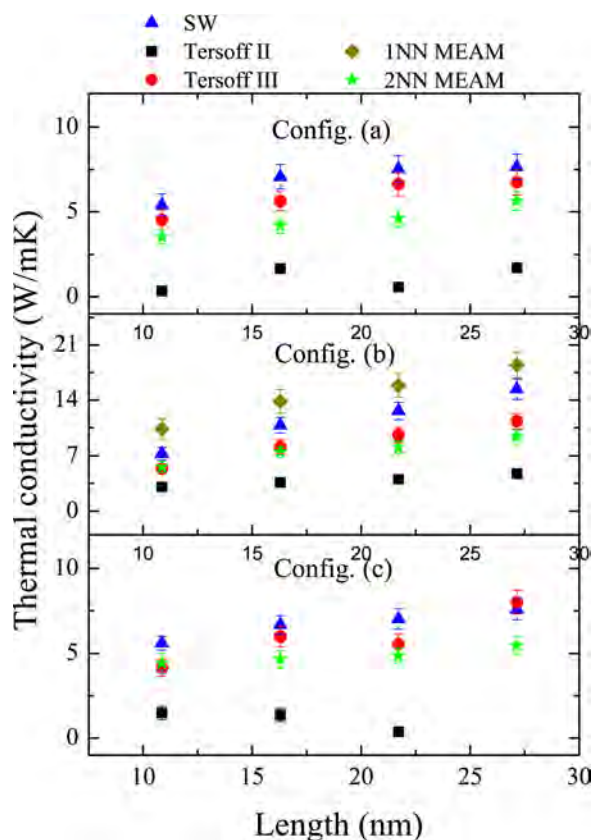 SW
Tersoff II
1NN MEAM
Tersoff III
2NN MEAM
Config. (a)
10
5
0
10 15 20 25 30
Config. (b)
21
14
7
0
10 15 20 25 30
Config. (c)
10
5
0
10 15 20 25 30
Thermal conductivity (W/mK)
Length (nm)